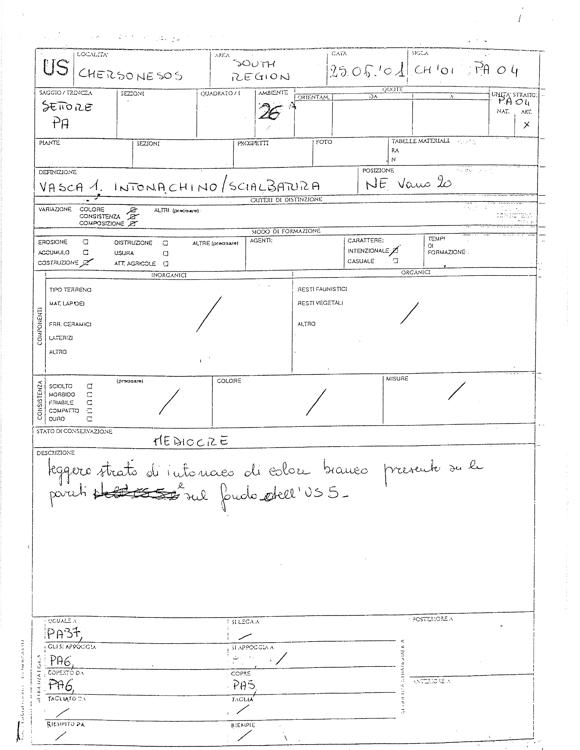 US
LOCALITA' CHERSONESOS
AREA SOUTH REGION
DATA 29.05.'01
SIGLA CH'01 PA 04
SAGGIO / TRINCEA SETTORE PA
SEZIONI
QUADRATO/I
AMBIENTE 26
QUOTE
ORIENTAM.
DA
A
UNITA' STRATIG. PA04
NAT. ART.
X
PIANTE
SEZIONI
PROSPETTI
FOTO
TABELLE MATERIALI
RA
N
DEFINIZIONE
POSIZIONE
VASCA 1. INTONACHINO/SCIALBATURA
NE Vano 20
CRITERI DI DISTINZIONE
VARIAZIONE COLORE ALTRI (precisare)
CONSISTENZA
COMPOSIZIONE
MODO DI FORMAZIONE
EROSIONE DISTRUZIONE ALTRE (precisare)
ACCUMULO USURA
COSTRUZIONE ATT. AGRICOLE
AGENTI:
CARATTERE:
INTENZIONALE
CASUALE
TEMPI
DI
FORMAZIONE
COMPONENTI
INORGANICI
ORGANICI
TIPO TERRENO
MAT. LAPIDEI
FRR. CERAMICI
LATERIZI
ALTRO
RESTI FAUNISTICI
RESTI VEGETALI
ALTRO
CONSISTENZA
SCIOLTO (precisare)
MORBIDO
FRIABILE
COMPATTO
DURO
COLORE
MISURE
STATO DI CONSERVAZIONE
MEDIOCRE
DESCRIZIONE
leggero strato di intonaco di colore bianco presente sulle
pareti e sul fondo dell'US 5-
UGUALE A
PA37,
SI LEGA A
/
GLI SI APPOGGIA
PA6,
SI APPOGGIA A
/
COPERTO DA
PA6,
COPRE
PA5,
TAGLIATO DA
/
TAGLIA
/
RIEMPITO DA
/
RIEMPIE
/
POSTERIORE A
ANTERIORE A